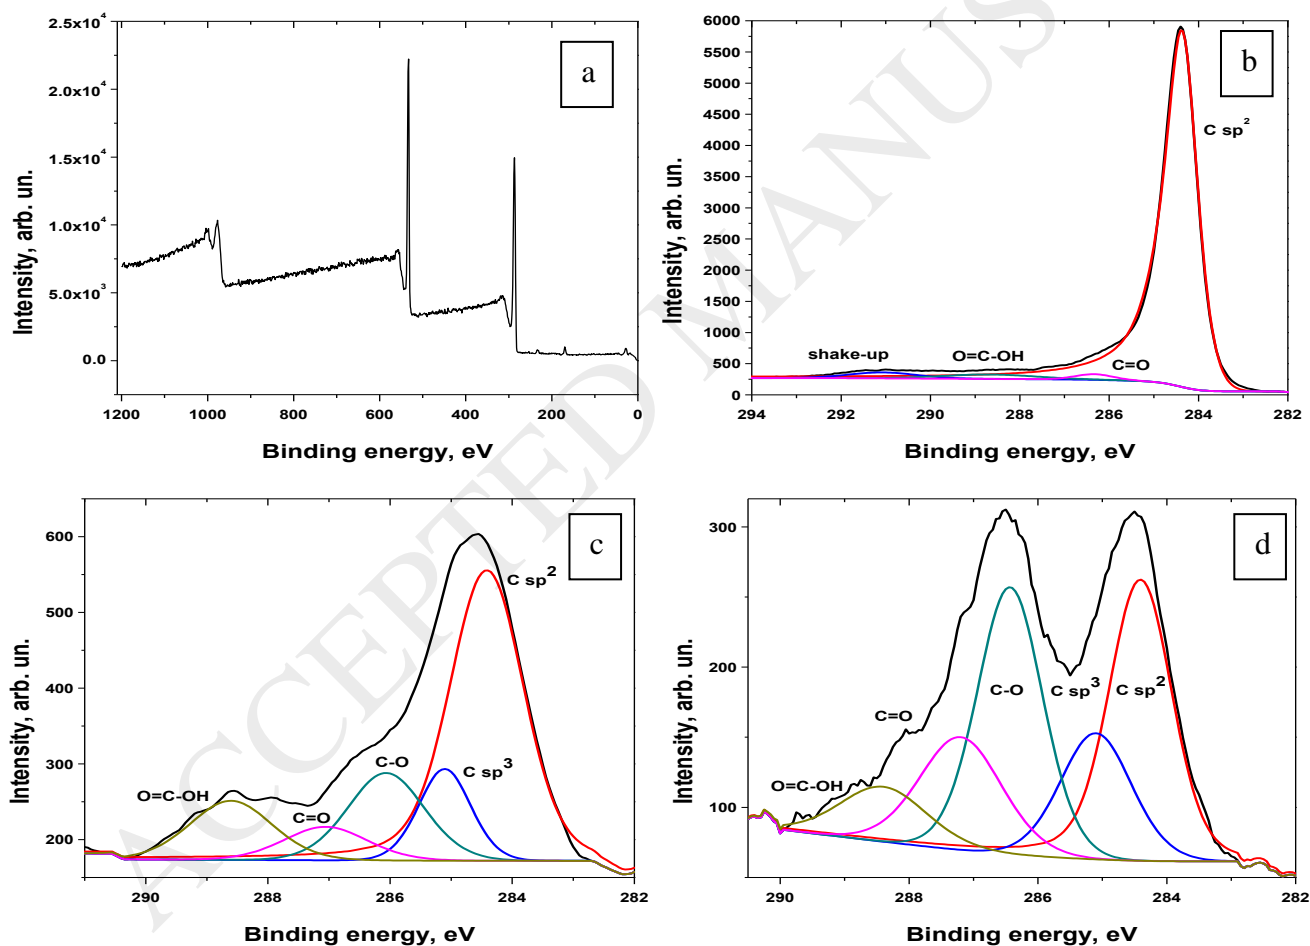 a
2.5x10⁴
2.0x10⁴
1.5x10⁴
1.0x10⁴
5.0x10³
0.0
1200 1000 800 600 400 200 0
Intensity, arb. un.
Binding energy, eV
b
6000
5500
5000
4500
4000
3500
3000
2500
2000
1500
1000
500
0
294 292 290 288 286 284 282
Intensity, arb. un.
Binding energy, eV
C sp²
shake-up
O=C-OH
C=O
c
600
500
400
300
200
290 288 286 284 282
Intensity, arb. un.
Binding energy, eV
C sp²
O=C-OH
C=O
C-O
C sp³
d
300
250
200
150
100
290 288 286 284 282
Intensity, arb. un.
Binding energy, eV
O=C-OH
C=O
C-O
C sp³
C sp²
ACCEPTED MANUS